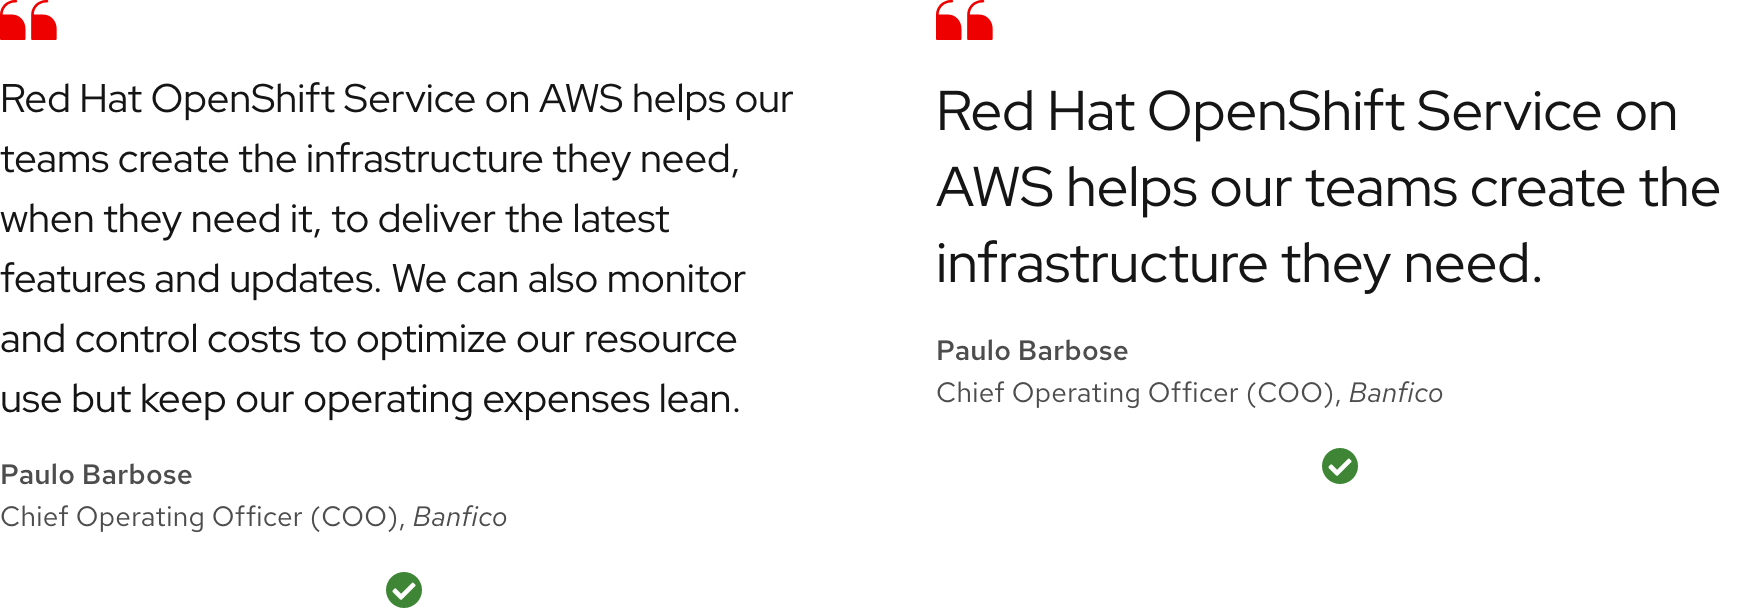 Red Hat OpenShift Service on AWS helps our
teams create the infrastructure they need,
when they need it, to deliver the latest
features and updates. We can also monitor
and control costs to optimize our resource
use but keep our operating expenses lean.
Paulo Barbose
Chief Operating Officer (COO), Banfico
Red Hat OpenShift Service on
AWS helps our teams create the
infrastructure they need.
Paulo Barbose
Chief Operating Officer (COO), Banfico